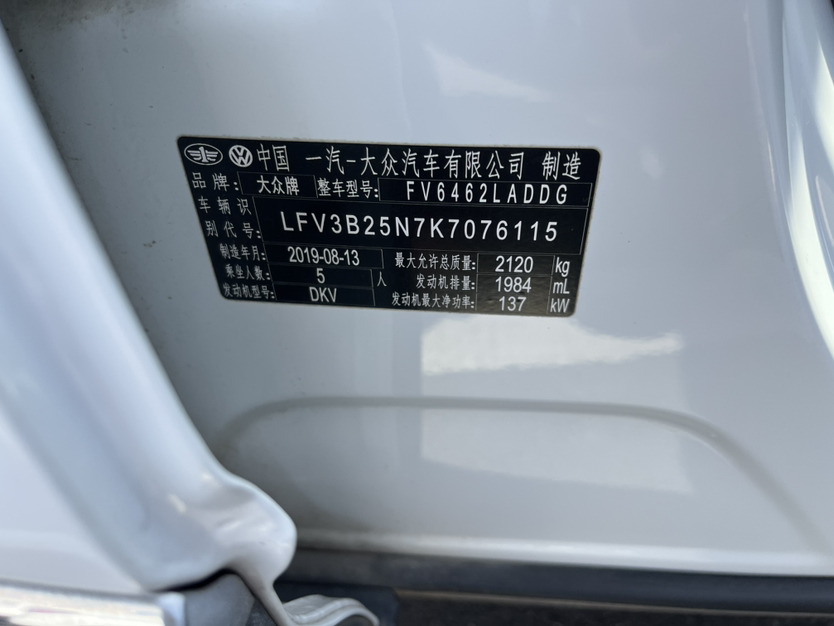 中国 一汽-大众汽车有限公司 制造
品牌: 大众牌 整车型号: FV6462LADDG
车辆识别代号: LFV3B25N7K7076115
制造年月: 2019-08-13 最大允许总质量: 2120 kg
乘坐人数: 5 人 发动机排量: 1984 mL
发动机型号: DKV 发动机最大净功率: 137 kW